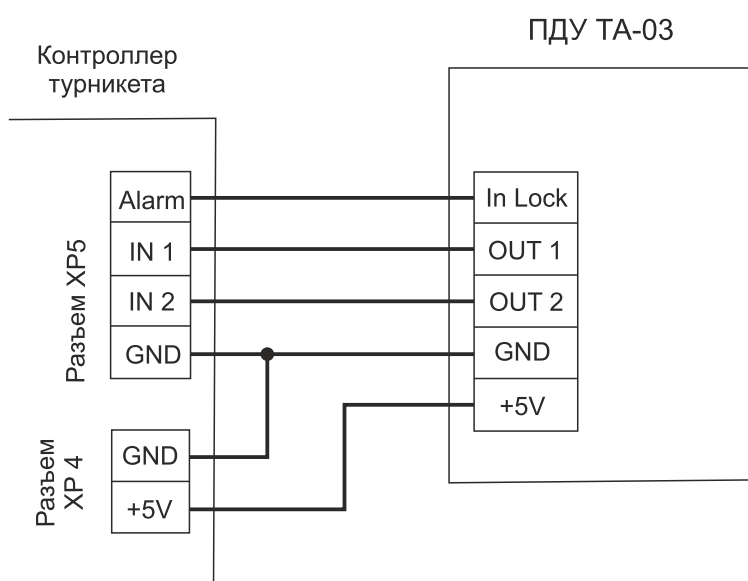 ПДУ ТА-03
Контроллер
турникета
Разъем XP5
Alarm
IN 1
IN 2
GND
In Lock
OUT 1
OUT 2
GND
+5V
Разъем
XP 4
GND
+5V